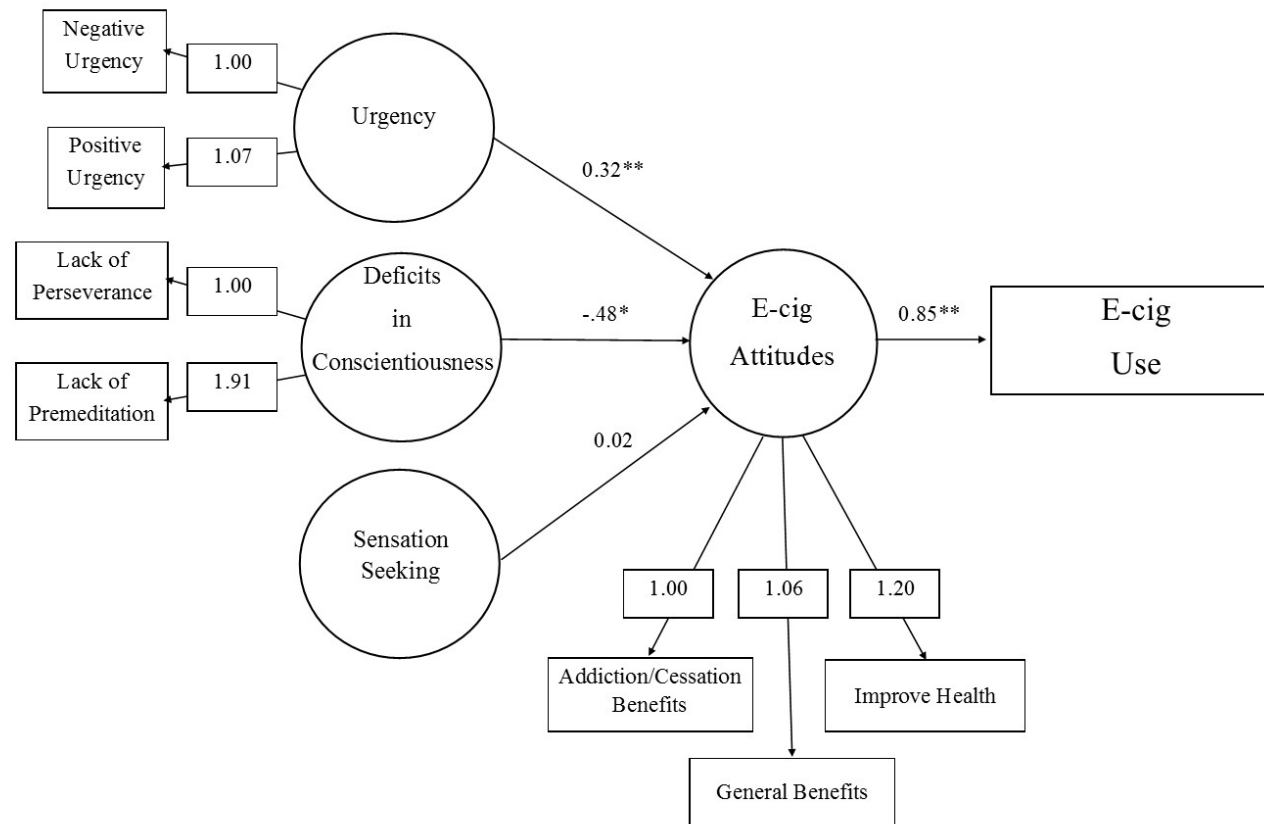 Negative
Urgency
1.00
Urgency
Positive
Urgency
1.07
0.32**
Lack of
Perseverance
1.00
Deficits
in
Conscientiousness
-.48*
E-cig
Attitudes
0.85**
E-cig
Use
Lack of
Premeditation
1.91
0.02
Sensation
Seeking
1.00
1.06
1.20
Addiction/Cessation
Benefits
Improve Health
General Benefits